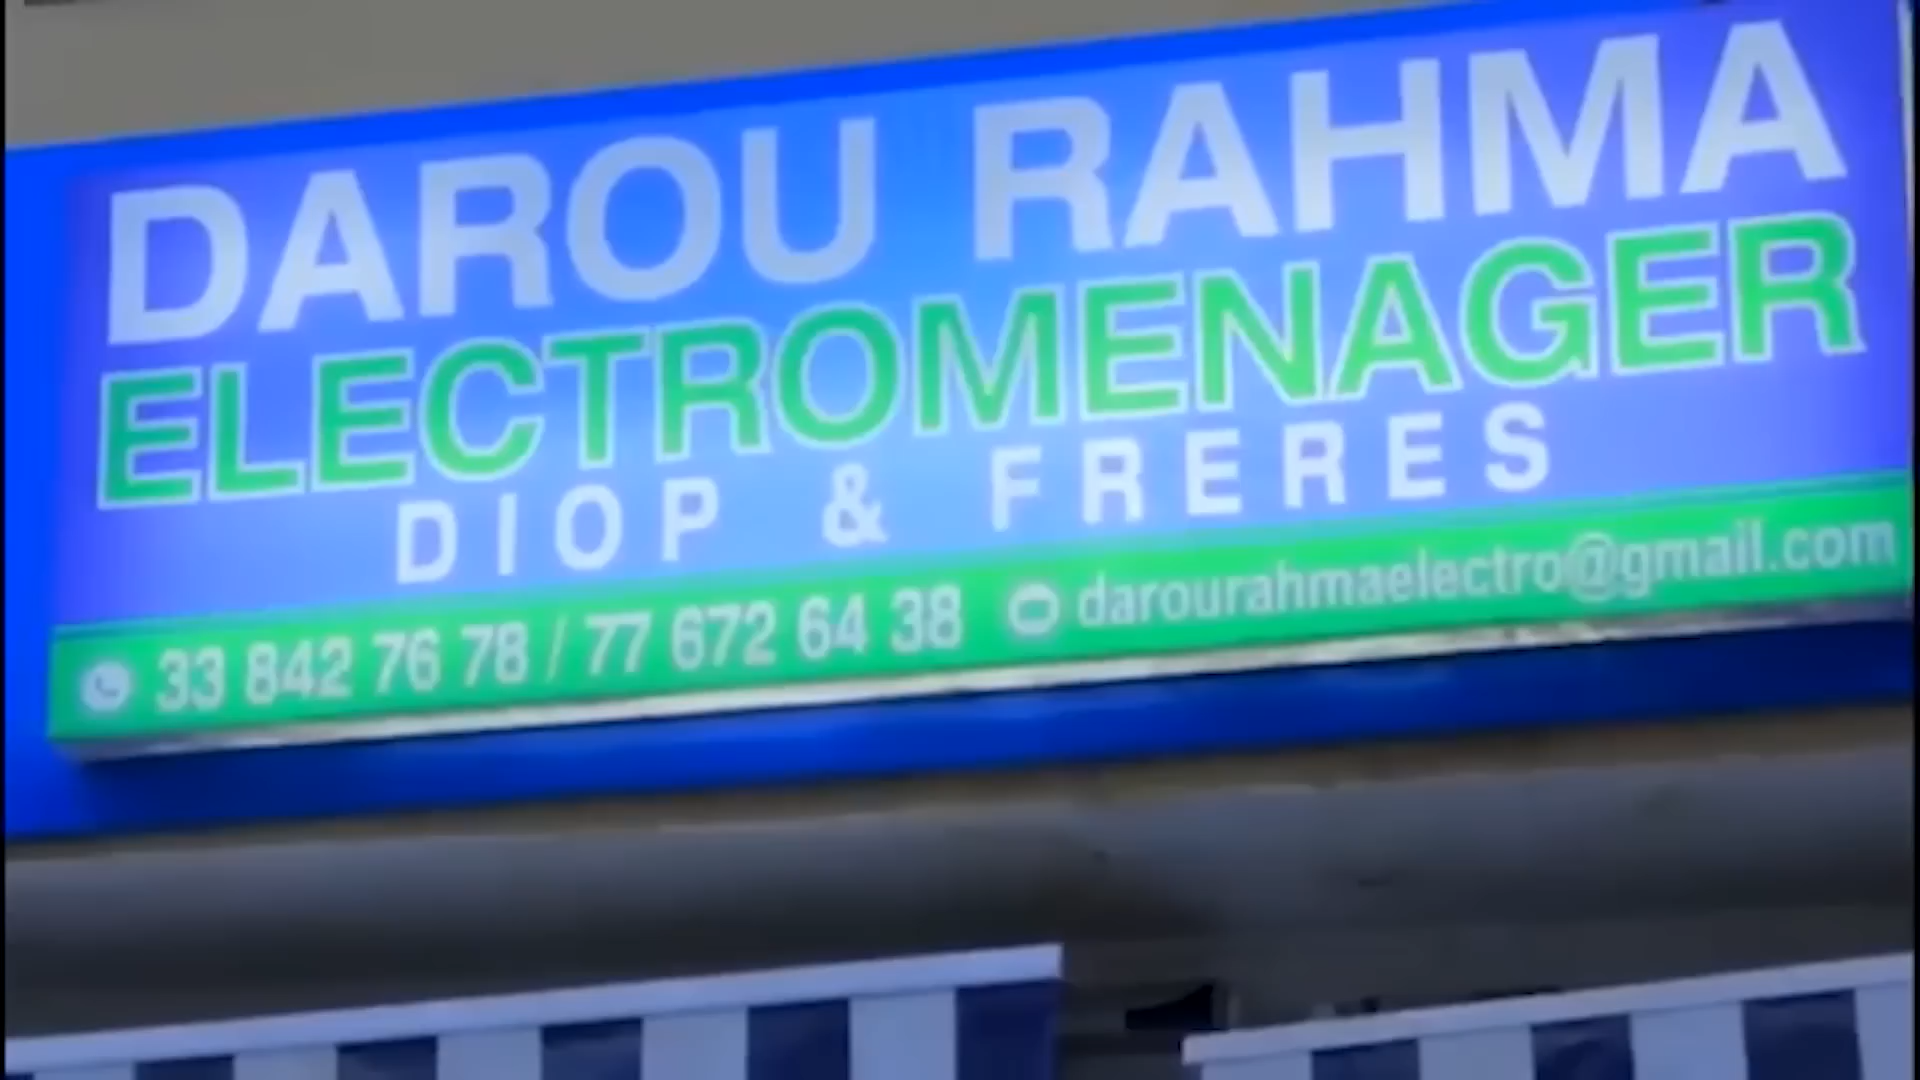 DAROU RAHMA
ELECTROMENAGER
DIOP & FRERES
33 842 76 78 / 77 672 64 38 darourahmaelectro@gmail.com